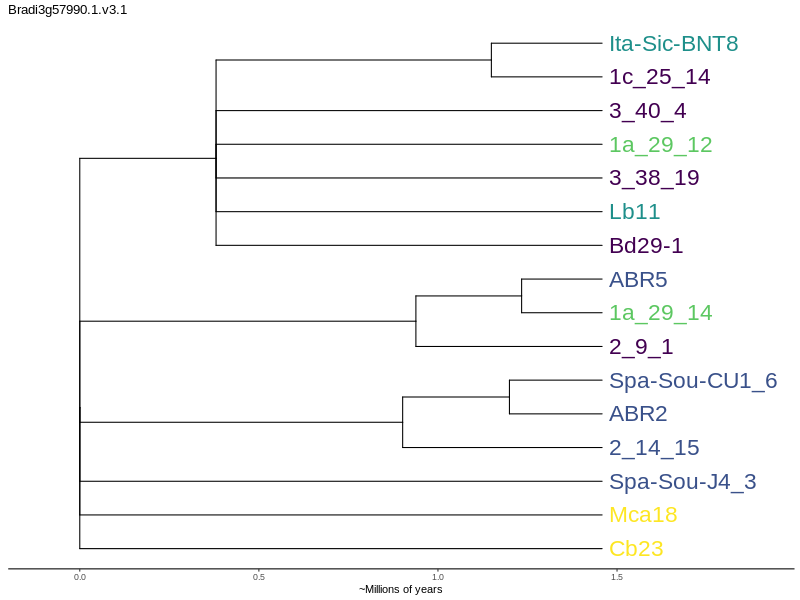 Bradi3g57990.1.v3.1
Ita-Sic-BNT8
1c_25_14
3_40_4
1a_29_12
3_38_19
Lb11
Bd29-1
ABR5
1a_29_14
2_9_1
Spa-Sou-CU1_6
ABR2
2_14_15
Spa-Sou-J4_3
Mca18
Cb23
0.0 0.5 1.0 1.5
~Millions of years